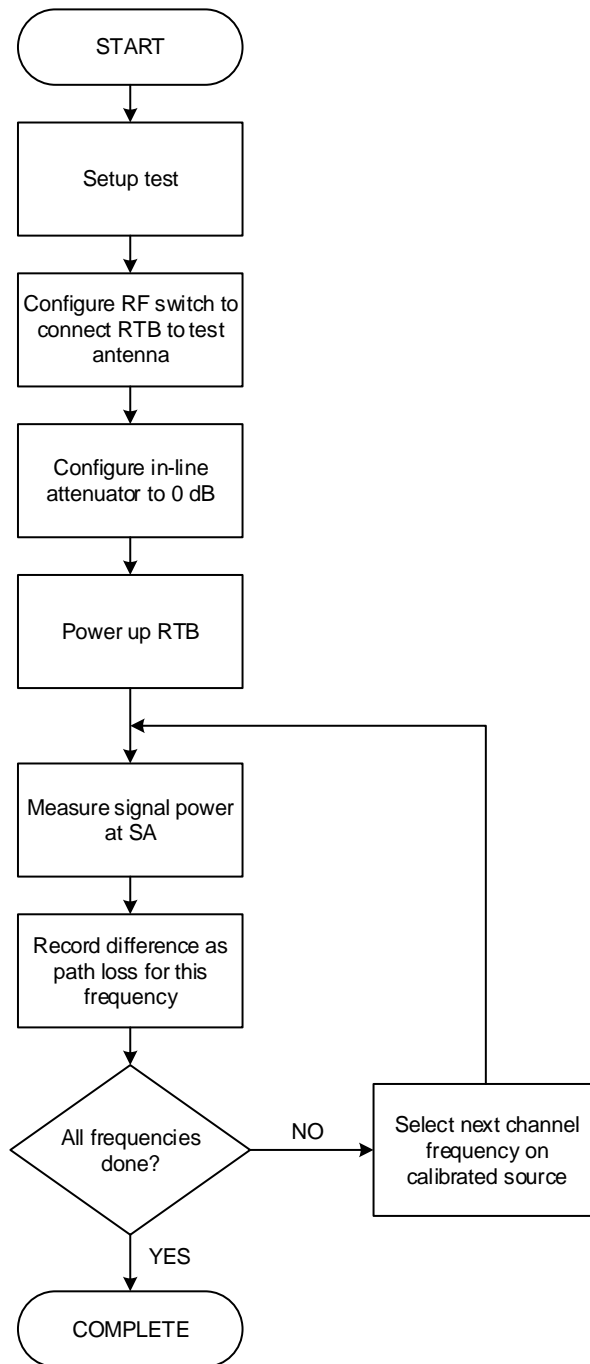 START
Setup test
Configure RF switch to
connect RTB to test
antenna
Configure in-line
attenuator to 0 dB
Power up RTB
Measure signal power
at SA
Record difference as
path loss for this
frequency
All frequencies
done?
NO
Select next channel
frequency on
calibrated source
YES
COMPLETE